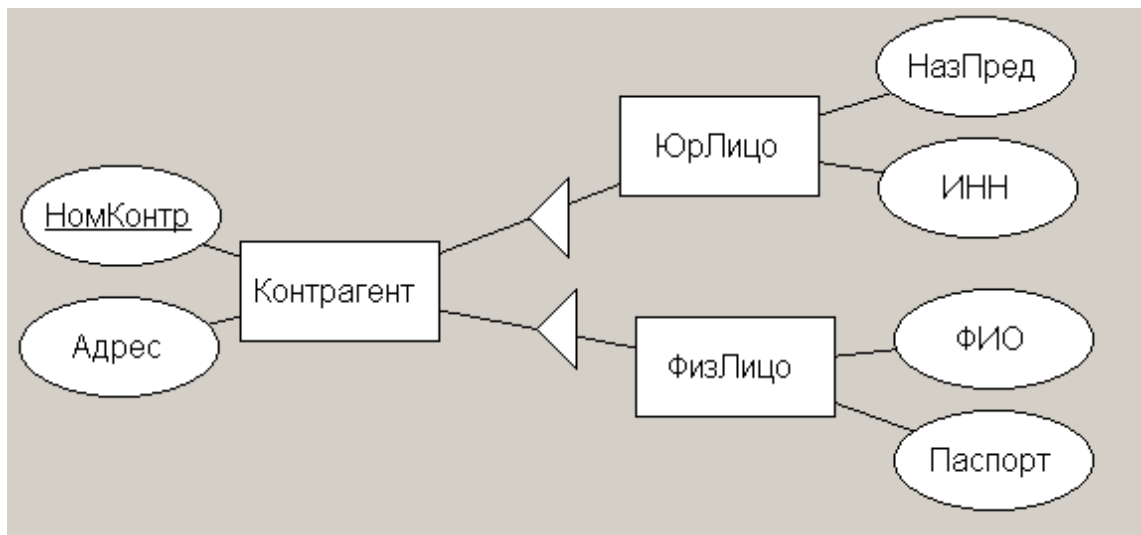 НазПред
ЮрЛицо
ИНН
НомКонтр
Контрагент
Адрес
ФИО
ФизЛицо
Паспорт